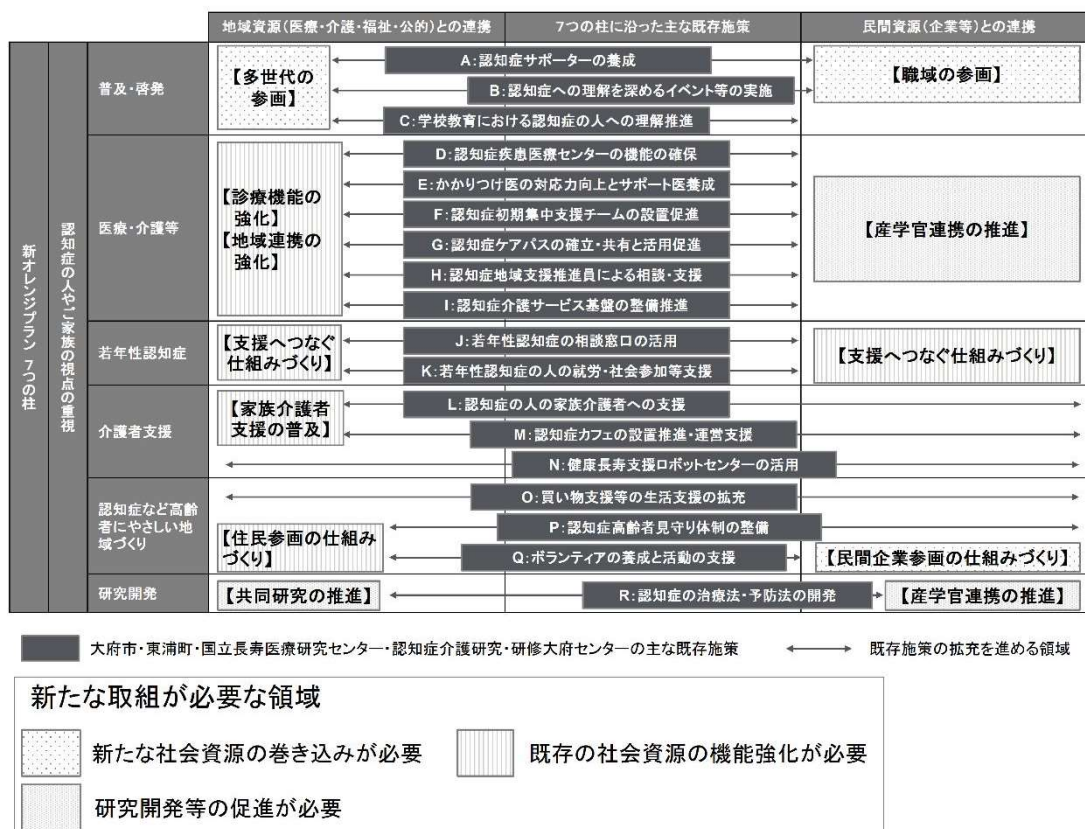 地域資源(医療・介護・福祉・公的)との連携
7つの柱に沿った主な既存施策
民間資源(企業等)との連携
新オレンジプラン 7つの柱
認知症の人やご家族の視点の重視
普及・啓発
【多世代の
参画】
A:認知症サポーターの養成
B:認知症への理解を深めるイベント等の実施
C:学校教育における認知症の人への理解推進
【職域の参画】
医療・介護等
【診療機能の
強化】
【地域連携の
強化】
D:認知症疾患医療センターの機能の確保
E:かかりつけ医の対応力向上とサポート医養成
F:認知症初期集中支援チームの設置促進
G:認知症ケアパスの確立・共有と活用促進
H:認知症地域支援推進員による相談・支援
I:認知症介護サービス基盤の整備推進
【産学官連携の推進】
若年性認知症
【支援へつなぐ
仕組みづくり】
J:若年性認知症の相談窓口の活用
K:若年性認知症の人の就労・社会参加等支援
【支援へつなぐ仕組みづくり】
介護者支援
【家族介護者
支援の普及】
L:認知症の人の家族介護者への支援
M:認知症カフェの設置推進・運営支援
N:健康長寿支援ロボットセンターの活用
認知症など高齢
者にやさしい地
域づくり
【住民参画の仕組み
づくり】
O:買い物支援等の生活支援の拡充
P:認知症高齢者見守り体制の整備
Q:ボランティアの養成と活動の支援
【民間企業参画の仕組みづくり】
研究開発
【共同研究の推進】
R:認知症の治療法・予防法の開発
【産学官連携の推進】
大府市・東浦町・国立長寿医療研究センター・認知症介護研究・研修大府センターの主な既存施策
既存施策の拡充を進める領域
新たな取組が必要な領域
新たな社会資源の巻き込みが必要
既存の社会資源の機能強化が必要
研究開発等の促進が必要